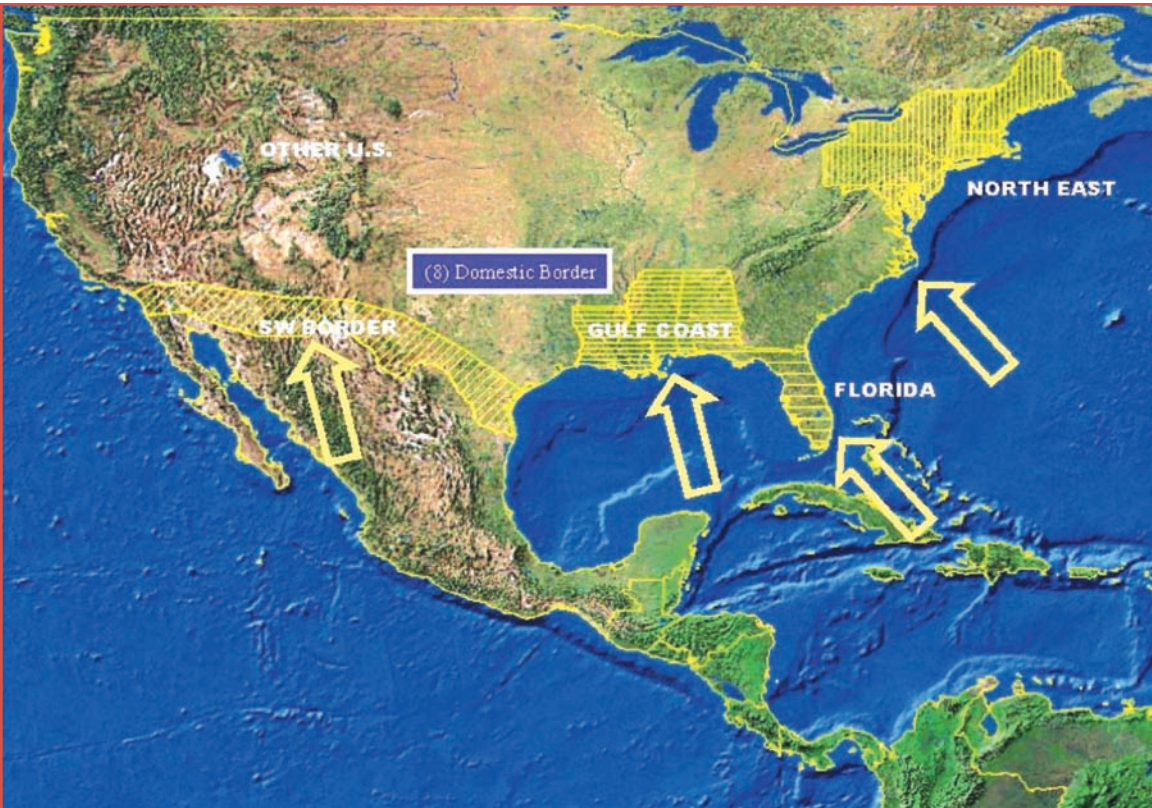 OTHER U.S.
NORTH EAST
(8) Domestic Border
SW BORDER
GULF COAST
FLORIDA